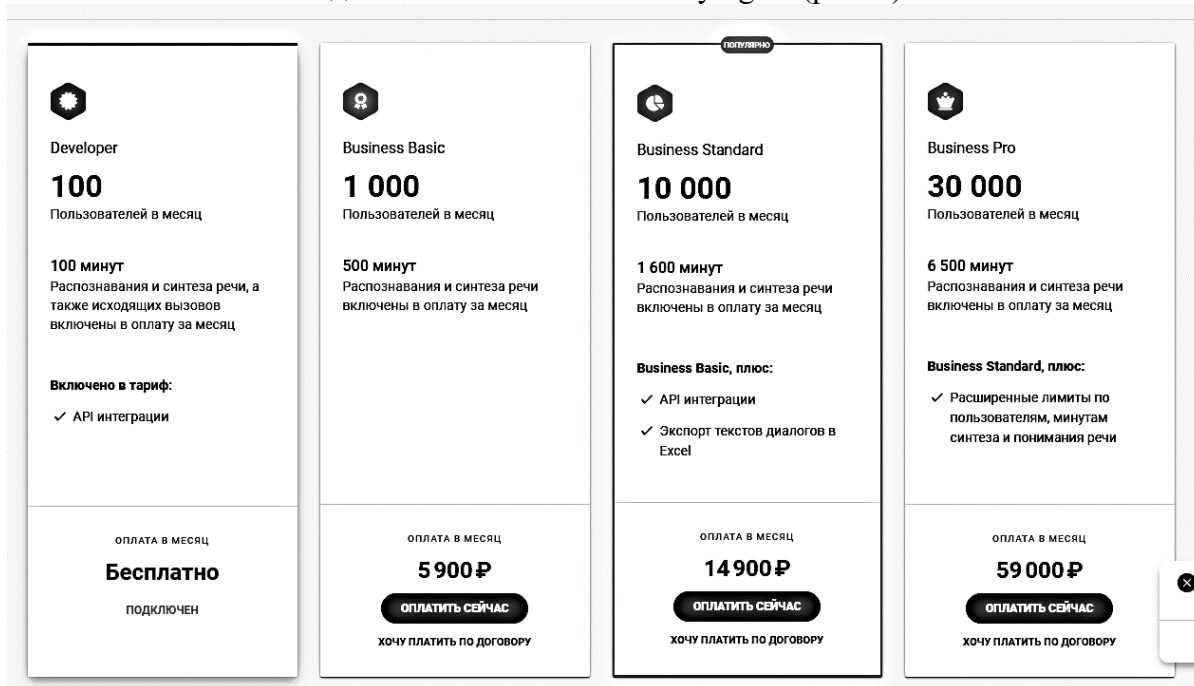 Developer
100
Пользователей в месяц
100 минут
Распознавания и синтеза речи, а
также исходящих вызовов
включены в оплату за месяц
Включено в тариф:
API интеграции
ОПЛАТА В МЕСЯЦ
Бесплатно
ПОДКЛЮЧЕН
Business Basic
1 000
Пользователей в месяц
500 минут
Распознавания и синтеза речи
включены в оплату за месяц
ОПЛАТА В МЕСЯЦ
5 900 ₽
ОПЛАТИТЬ СЕЙЧАС
ХОЧУ ПЛАТИТЬ ПО ДОГОВОРУ
ПОПУЛЯРНО
Business Standard
10 000
Пользователей в месяц
1 600 минут
Распознавания и синтеза речи
включены в оплату за месяц
Business Basic, плюс:
API интеграции
Экспорт текстов диалогов в
Excel
ОПЛАТА В МЕСЯЦ
14 900 ₽
ОПЛАТИТЬ СЕЙЧАС
ХОЧУ ПЛАТИТЬ ПО ДОГОВОРУ
Business Pro
30 000
Пользователей в месяц
6 500 минут
Распознавания и синтеза речи
включены в оплату за месяц
Business Standard, плюс:
Расширенные лимиты по
пользователям, минутам
синтеза и понимания речи
ОПЛАТА В МЕСЯЦ
59 000 ₽
ОПЛАТИТЬ СЕЙЧАС
ХОЧУ ПЛАТИТЬ ПО ДОГОВОРУ